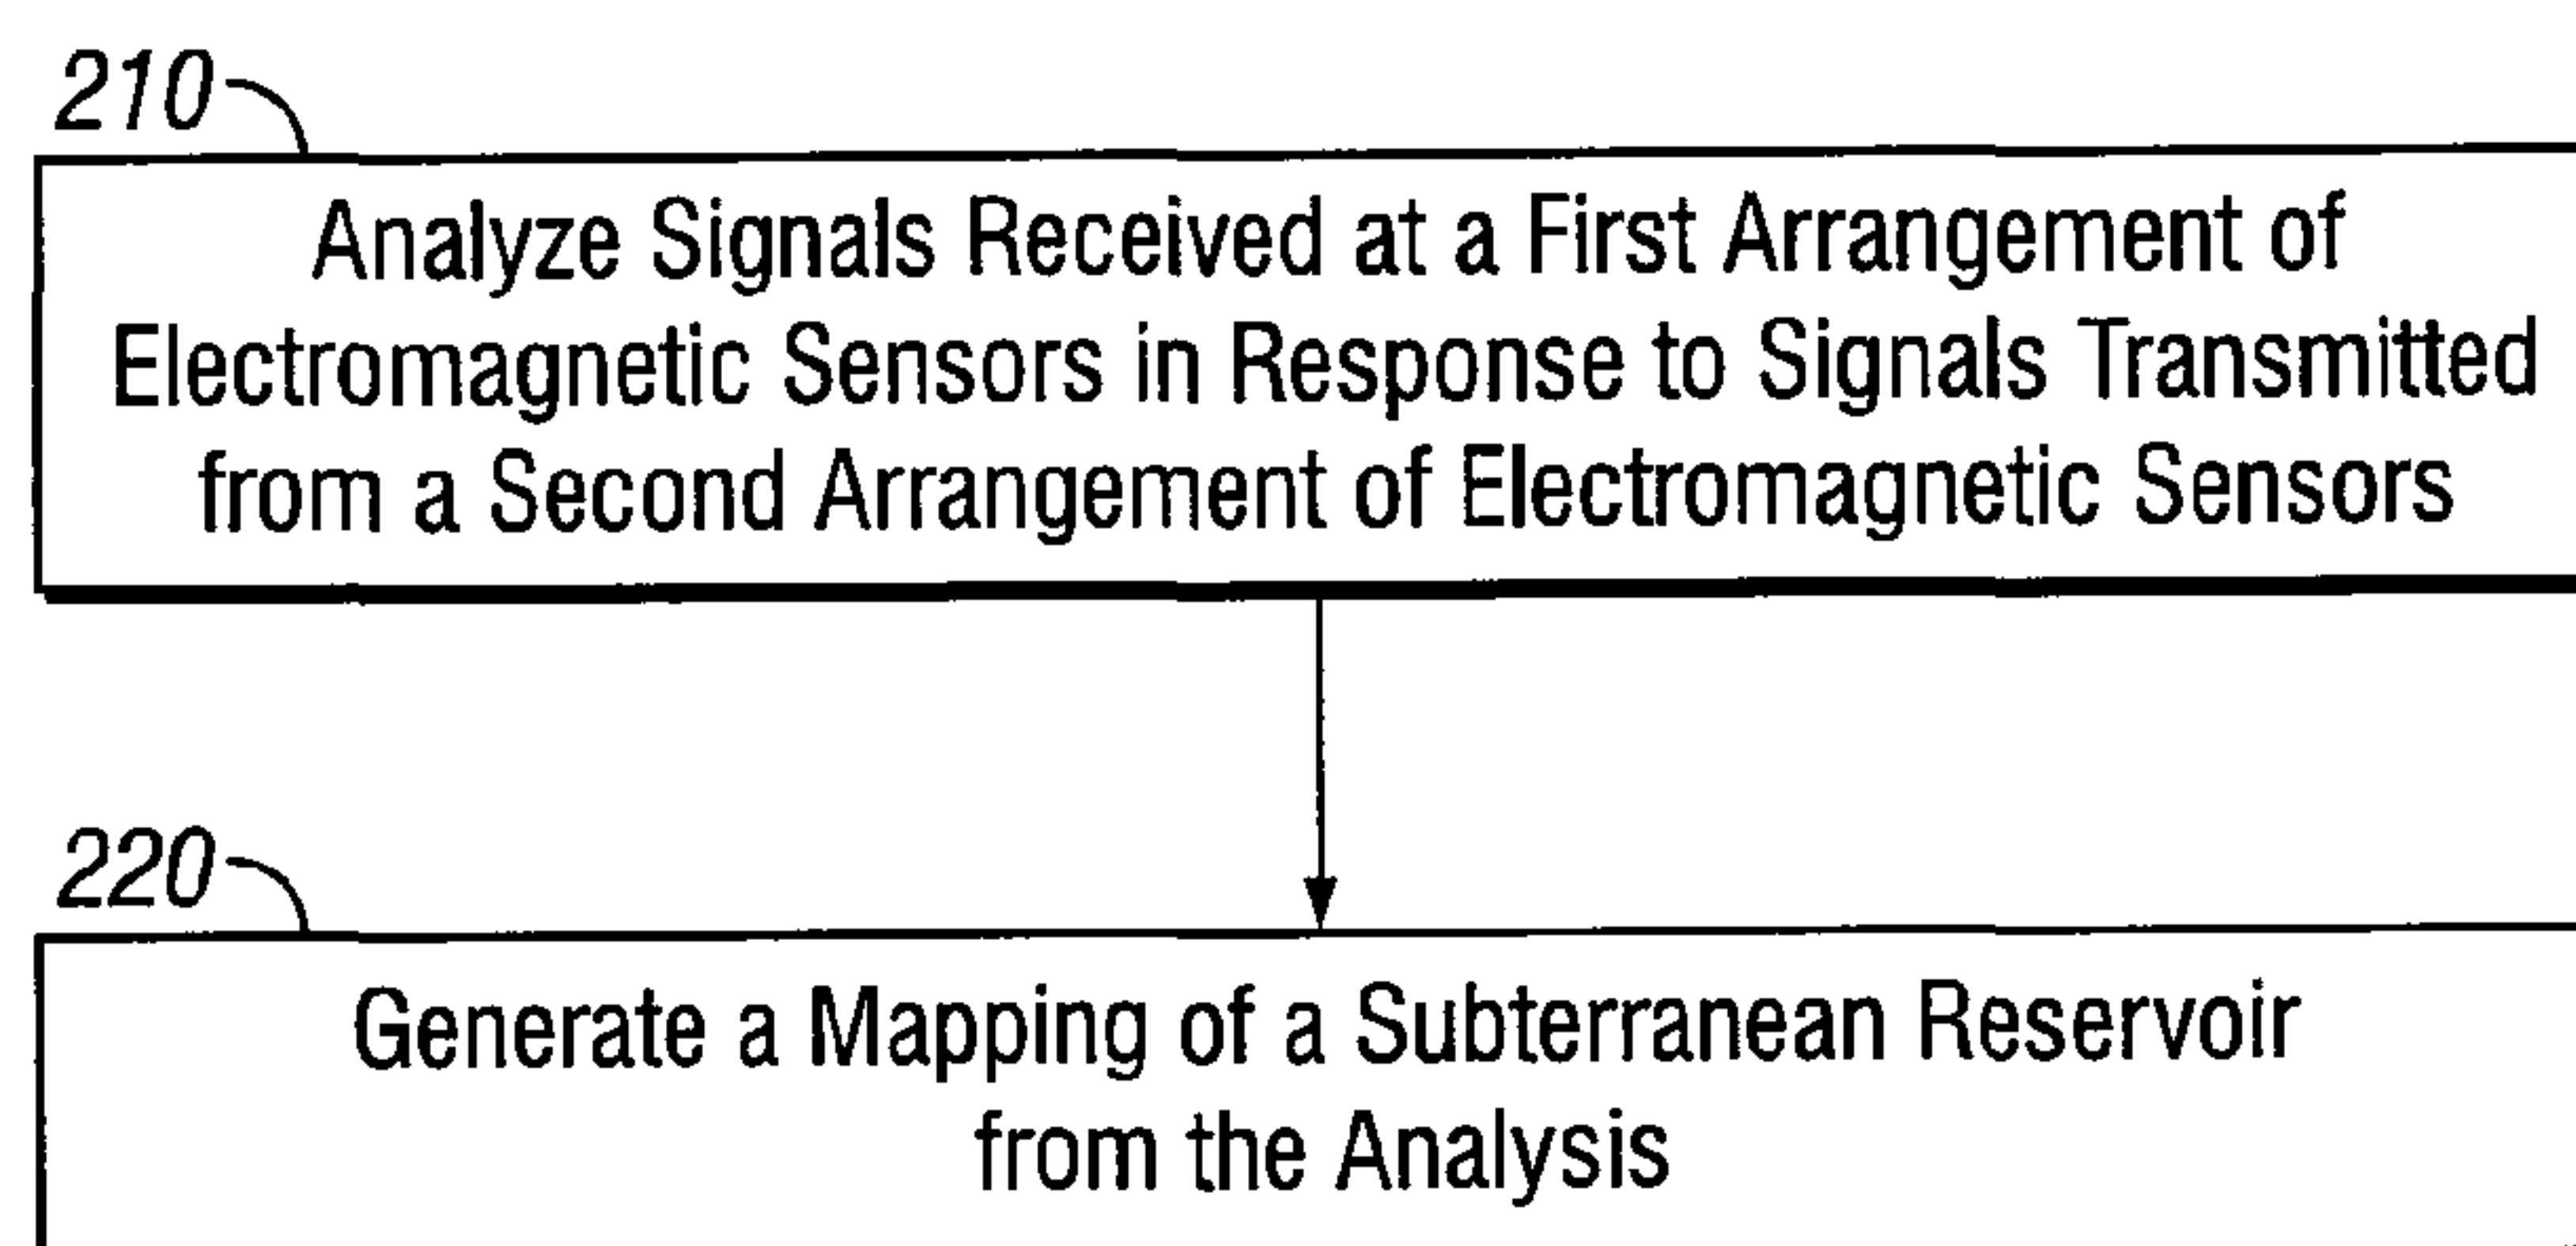 210
Analyze Signals Received at a First Arrangement of
Electromagnetic Sensors in Response to Signals Transmitted
from a Second Arrangement of Electromagnetic Sensors
220
Generate a Mapping of a Subterranean Reservoir
from the Analysis